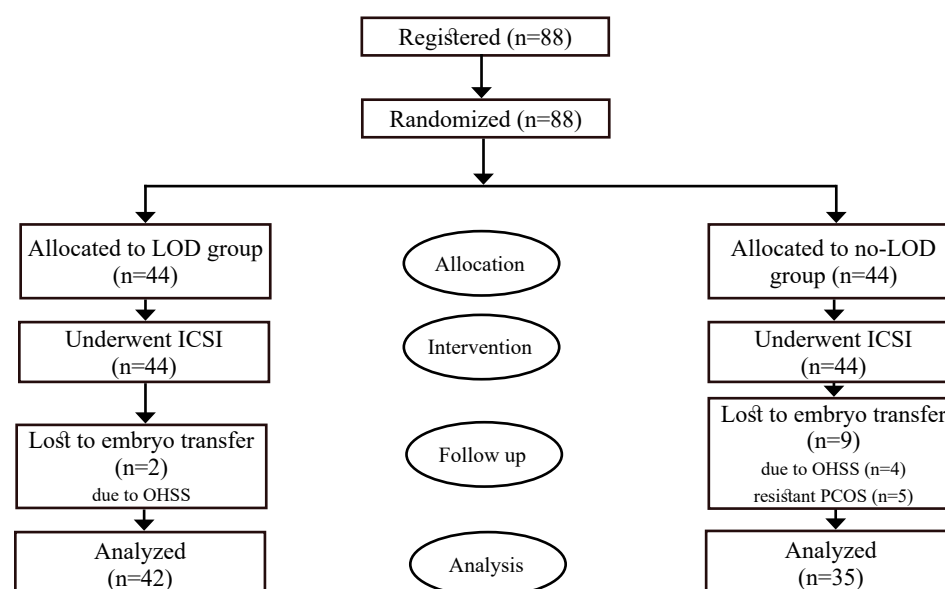 Registered (n=88)
Randomized (n=88)
Allocated to LOD group
(n=44)
Allocation
Allocated to no-LOD
group (n=44)
Underwent ICSI
(n=44)
Intervention
Underwent ICSI
(n=44)
Lost to embryo transfer
(n=2)
due to OHSS
Follow up
Lost to embryo transfer
(n=9)
due to OHSS (n=4)
resistant PCOS (n=5)
Analyzed
(n=42)
Analysis
Analyzed
(n=35)